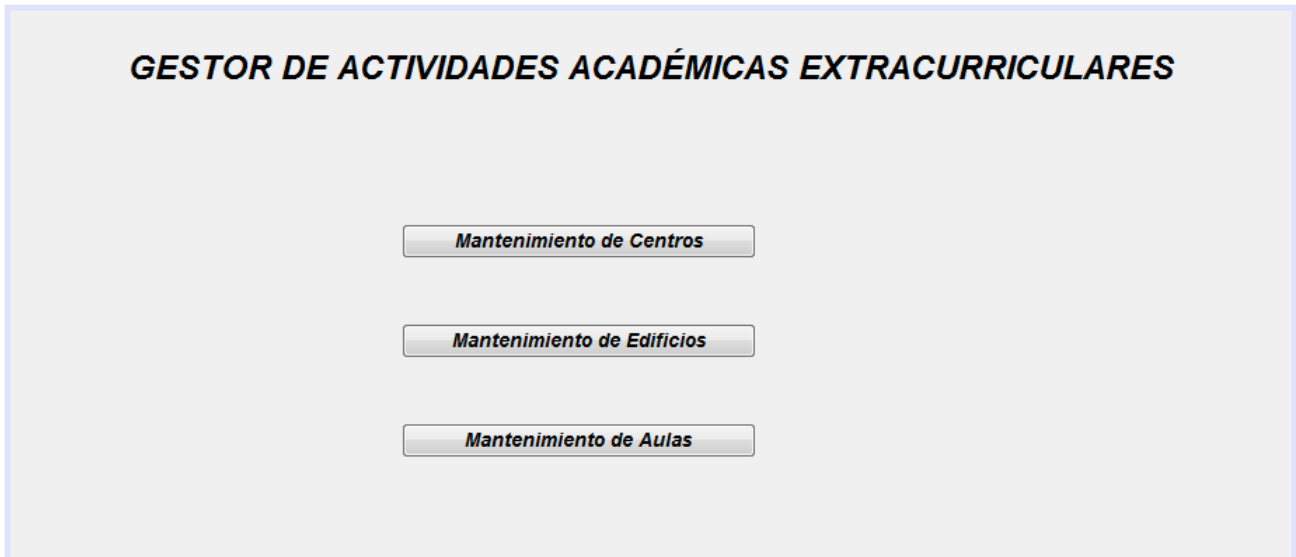 GESTOR DE ACTIVIDADES ACADÉMICAS EXTRACURRICULARES
Mantenimiento de Centros
Mantenimiento de Edificios
Mantenimiento de Aulas